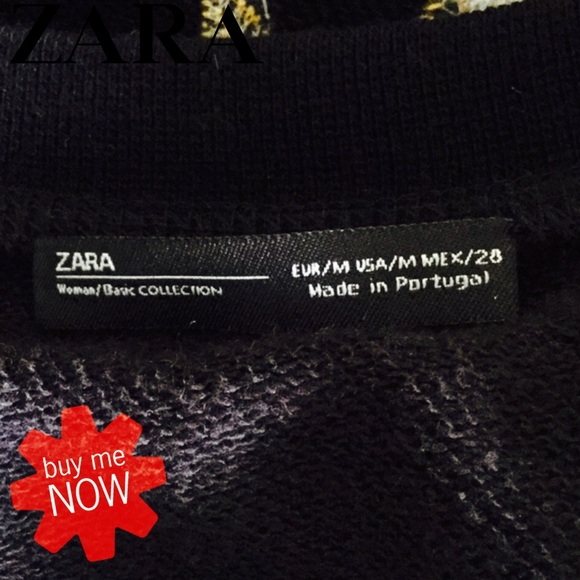 ZARA
ZARA
Woman/Basic COLLECTION
EUR/M USA/M MEX/28
Made in Portugal
buy me
NOW